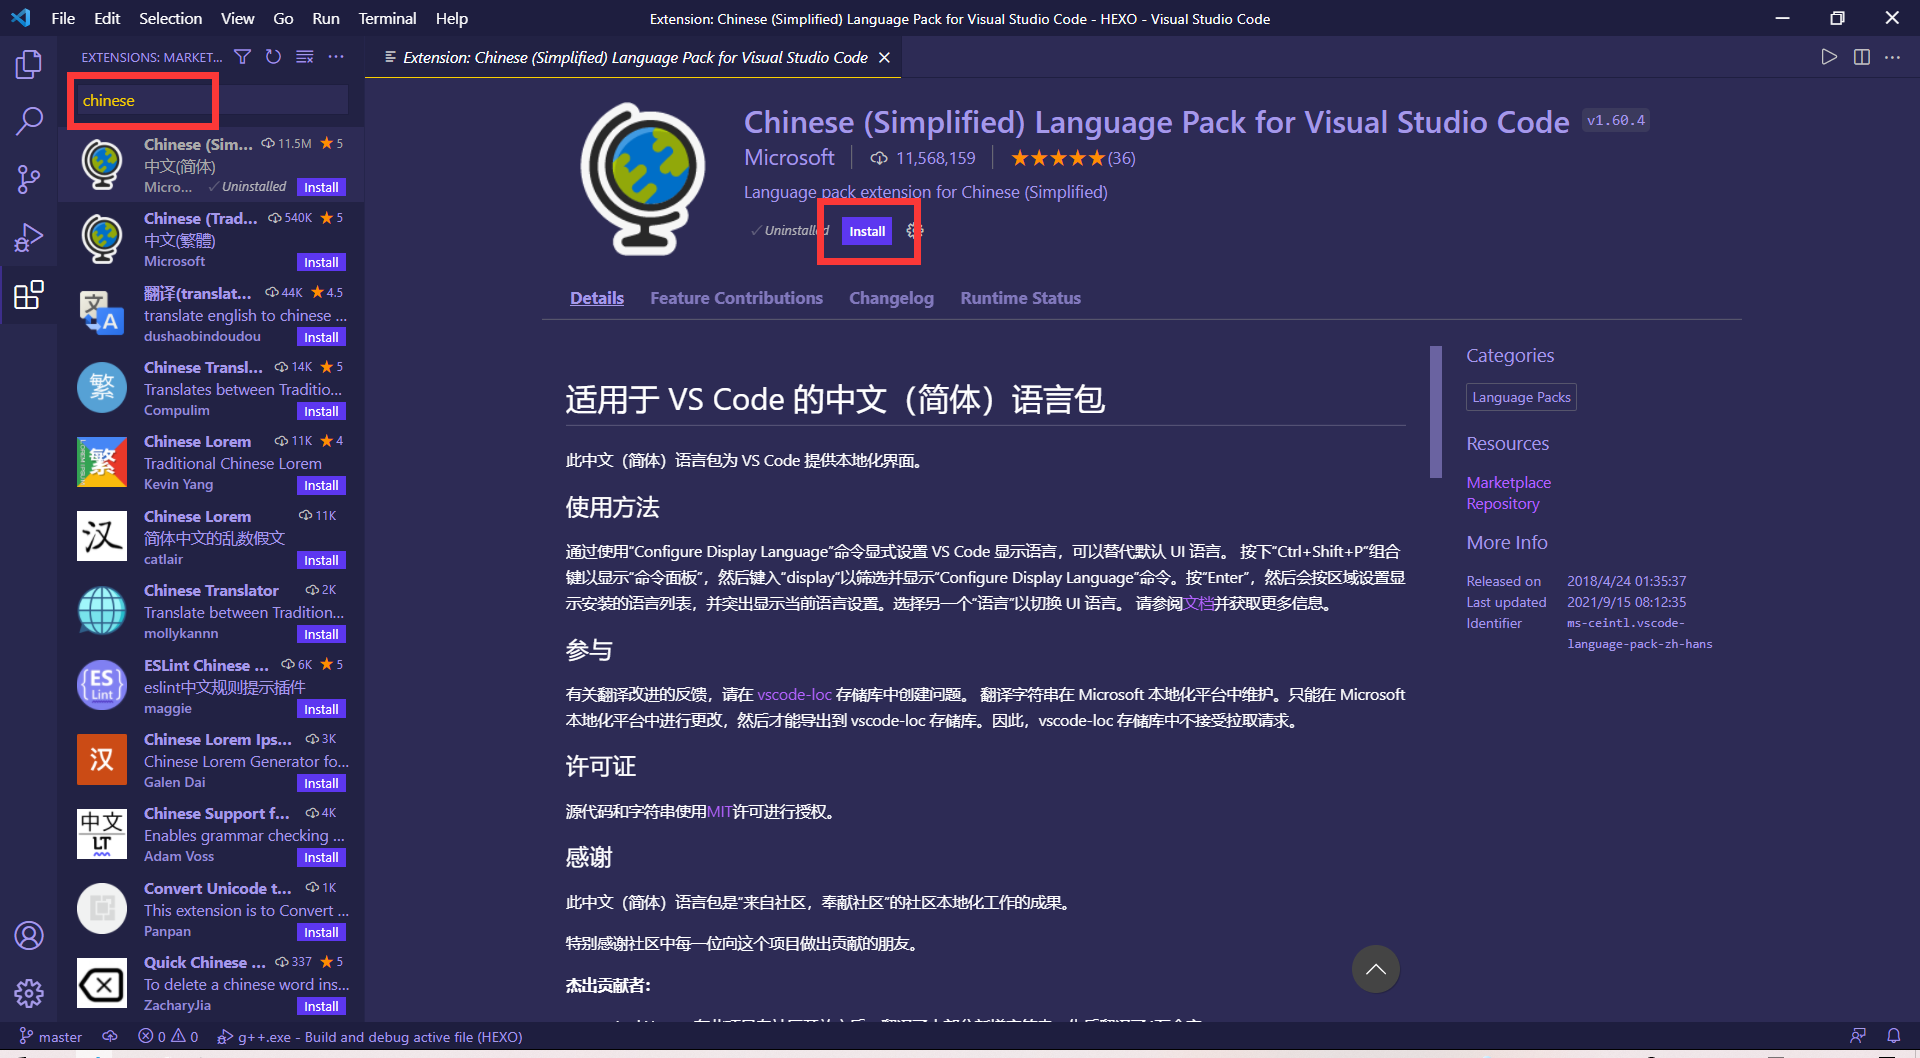 File Edit Selection View Go Run Terminal Help
Extension: Chinese (Simplified) Language Pack for Visual Studio Code - HEXO - Visual Studio Code
EXTENSIONS: MARKET...
chinese
Chinese (Sim... 11.5M ★ 5
中文(简体)
Micro... ✓Uninstalled Install
Chinese (Trad... 540K ★ 5
中文(繁體)
Microsoft Install
翻译(translat... 44K ★ 4.5
translate english to chinese ...
dushaobindoudou Install
Chinese Transl... 14K ★ 5
Translates between Traditio...
Compulim Install
Chinese Lorem 11K ★ 4
Traditional Chinese Lorem
Kevin Yang Install
Chinese Lorem 11K
简体中文的乱数假文
catlair Install
Chinese Translator 2K
Translate between Tradition...
mollykannn Install
ESLint Chinese ... 6K ★ 5
eslint中文规则提示插件
maggie Install
Chinese Lorem Ips... 3K
Chinese Lorem Generator fo...
Galen Dai Install
Chinese Support f... 4K
Enables grammar checking ...
Adam Voss Install
Convert Unicode t... 1K
This extension is to Convert ...
Panpan Install
Quick Chinese ... 337 ★ 5
To delete a chinese word ins...
ZacharyJia Install
文
A
繁
繁
汉
ES
Lint
汉
中文
LT
Extension: Chinese (Simplified) Language Pack for Visual Studio Code
Chinese (Simplified) Language Pack for Visual Studio Code v1.60.4
Microsoft 11,568,159 ★★★★★(36)
Language pack extension for Chinese (Simplified)
✓Uninstalled Install
Details Feature Contributions Changelog Runtime Status
适用于 VS Code 的中文（简体）语言包
此中文（简体）语言包为 VS Code 提供本地化界面。
使用方法
通过使用“Configure Display Language”命令显式设置 VS Code 显示语言，可以替代默认 UI 语言。 按下“Ctrl+Shift+P”组合
键以显示“命令面板”，然后键入“display”以筛选并显示“Configure Display Language”命令。按“Enter”，然后会按区域设置显
示安装的语言列表，并突出显示当前语言设置。选择另一个“语言”以切换 UI 语言。 请参阅文档并获取更多信息。
参与
有关翻译改进的反馈，请在 vscode-loc 存储库中创建问题。 翻译字符串在 Microsoft 本地化平台中维护。只能在 Microsoft
本地化平台中进行更改，然后才能导出到 vscode-loc 存储库。因此，vscode-loc 存储库中不接受拉取请求。
许可证
源代码和字符串使用MIT许可进行授权。
感谢
此中文（简体）语言包是“来自社区，奉献社区”的社区本地化工作的成果。
特别感谢社区中每一位向这个项目做出贡献的朋友。
杰出贡献者：
Categories
Language Packs
Resources
Marketplace
Repository
More Info
Released on 2018/4/24 01:35:37
Last updated 2021/9/15 08:12:35
Identifier ms-ceintl.vscode-
language-pack-zh-hans
master 0 0 g++.exe - Build and debug active file (HEXO)